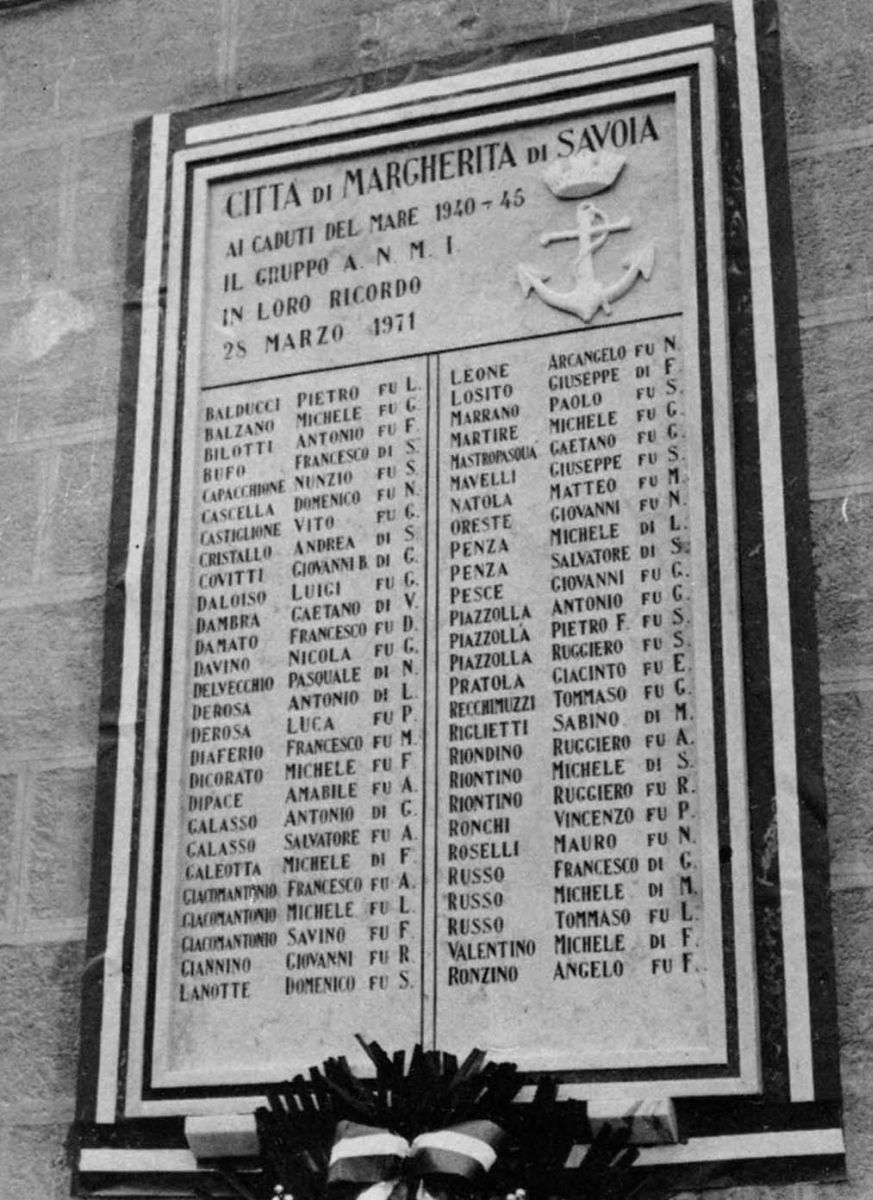 CITTÀ DI MARGHERITA DI SAVOIA
AI CADUTI DEL MARE 1940-45
IL GRUPPO A. N. M. I.
IN LORO RICORDO
28 MARZO 1971
BALDUCCI PIETRO FU L.
BALZANO MICHELE FU G.
BILOTTI ANTONIO FU F.
BUFO FRANCESCO DI S.
CAPACCHIONE NUNZIO FU S.
CASCELLA DOMENICO FU N.
CASTIGLIONE VITO FU G.
CRISTALLO ANDREA DI S.
COVITTI GIOVANNI B. DI G.
DALOISO LUIGI FU G.
DAMBRA GAETANO DI V.
DAMATO FRANCESCO FU D.
DAVINO NICOLA FU G.
DELVECCHIO PASQUALE DI N.
DEROSA ANTONIO DI L.
DEROSA LUCA FU P.
DIAFERIO FRANCESCO FU M.
DICORATO MICHELE FU F.
DIPACE AMABILE FU A.
GALASSO ANTONIO DI G.
GALASSO SALVATORE FU A.
GALEOTTA MICHELE DI F.
GIACOMANTONIO FRANCESCO FU A.
GIACOMANTONIO MICHELE FU L.
GIACOMANTONIO SAVINO FU F.
GIANNINO GIOVANNI FU R.
LANOTTE DOMENICO FU S.
LEONE ARCANGELO FU N.
LOSITO GIUSEPPE DI F.
MARRANO PAOLO FU S.
MARTIRE MICHELE FU G.
MASTROPASQUA GAETANO FU G.
MAVELLI GIUSEPPE FU S.
NATOLA MATTEO FU M.
ORESTE GIOVANNI FU N.
PENZA MICHELE DI L.
PENZA SALVATORE DI S.
PESCE GIOVANNI FU G.
PIAZZOLLA ANTONIO FU G.
PIAZZOLLA PIETRO F. FU S.
PIAZZOLLA RUGGIERO FU S.
PRATOLA GIACINTO FU E.
RECCHIMUZZI TOMMASO FU G.
RIGLIETTI SABINO DI M.
RIONDINO RUGGIERO FU A.
RIONTINO MICHELE DI S.
RIONTINO RUGGIERO FU R.
RONCHI VINCENZO FU P.
ROSELLI MAURO FU N.
RUSSO FRANCESCO DI G.
RUSSO MICHELE DI M.
RUSSO TOMMASO FU L.
VALENTINO MICHELE DI F.
RONZINO ANGELO FU F.